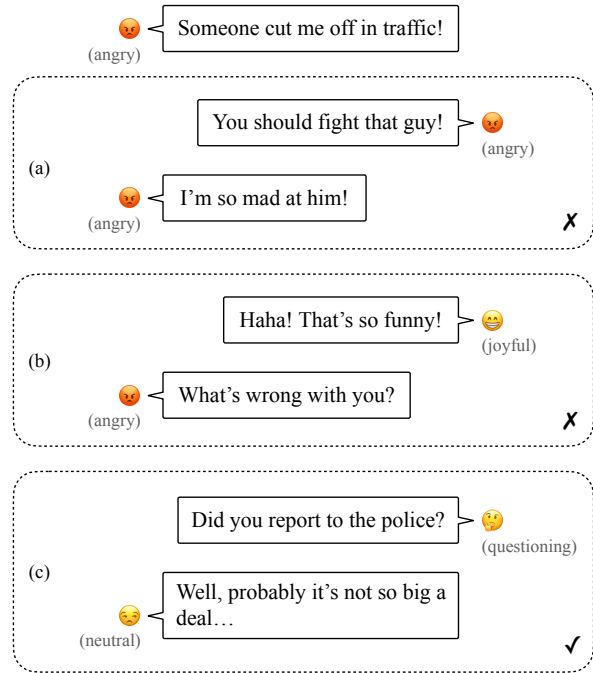 Someone cut me off in traffic!
(angry)
You should fight that guy!
(angry)
(a)
I'm so mad at him!
(angry)
✗
Haha! That's so funny!
(joyful)
(b)
What's wrong with you?
(angry)
✗
Did you report to the police?
(questioning)
(c)
Well, probably it's not so big a
deal…
(neutral)
✓